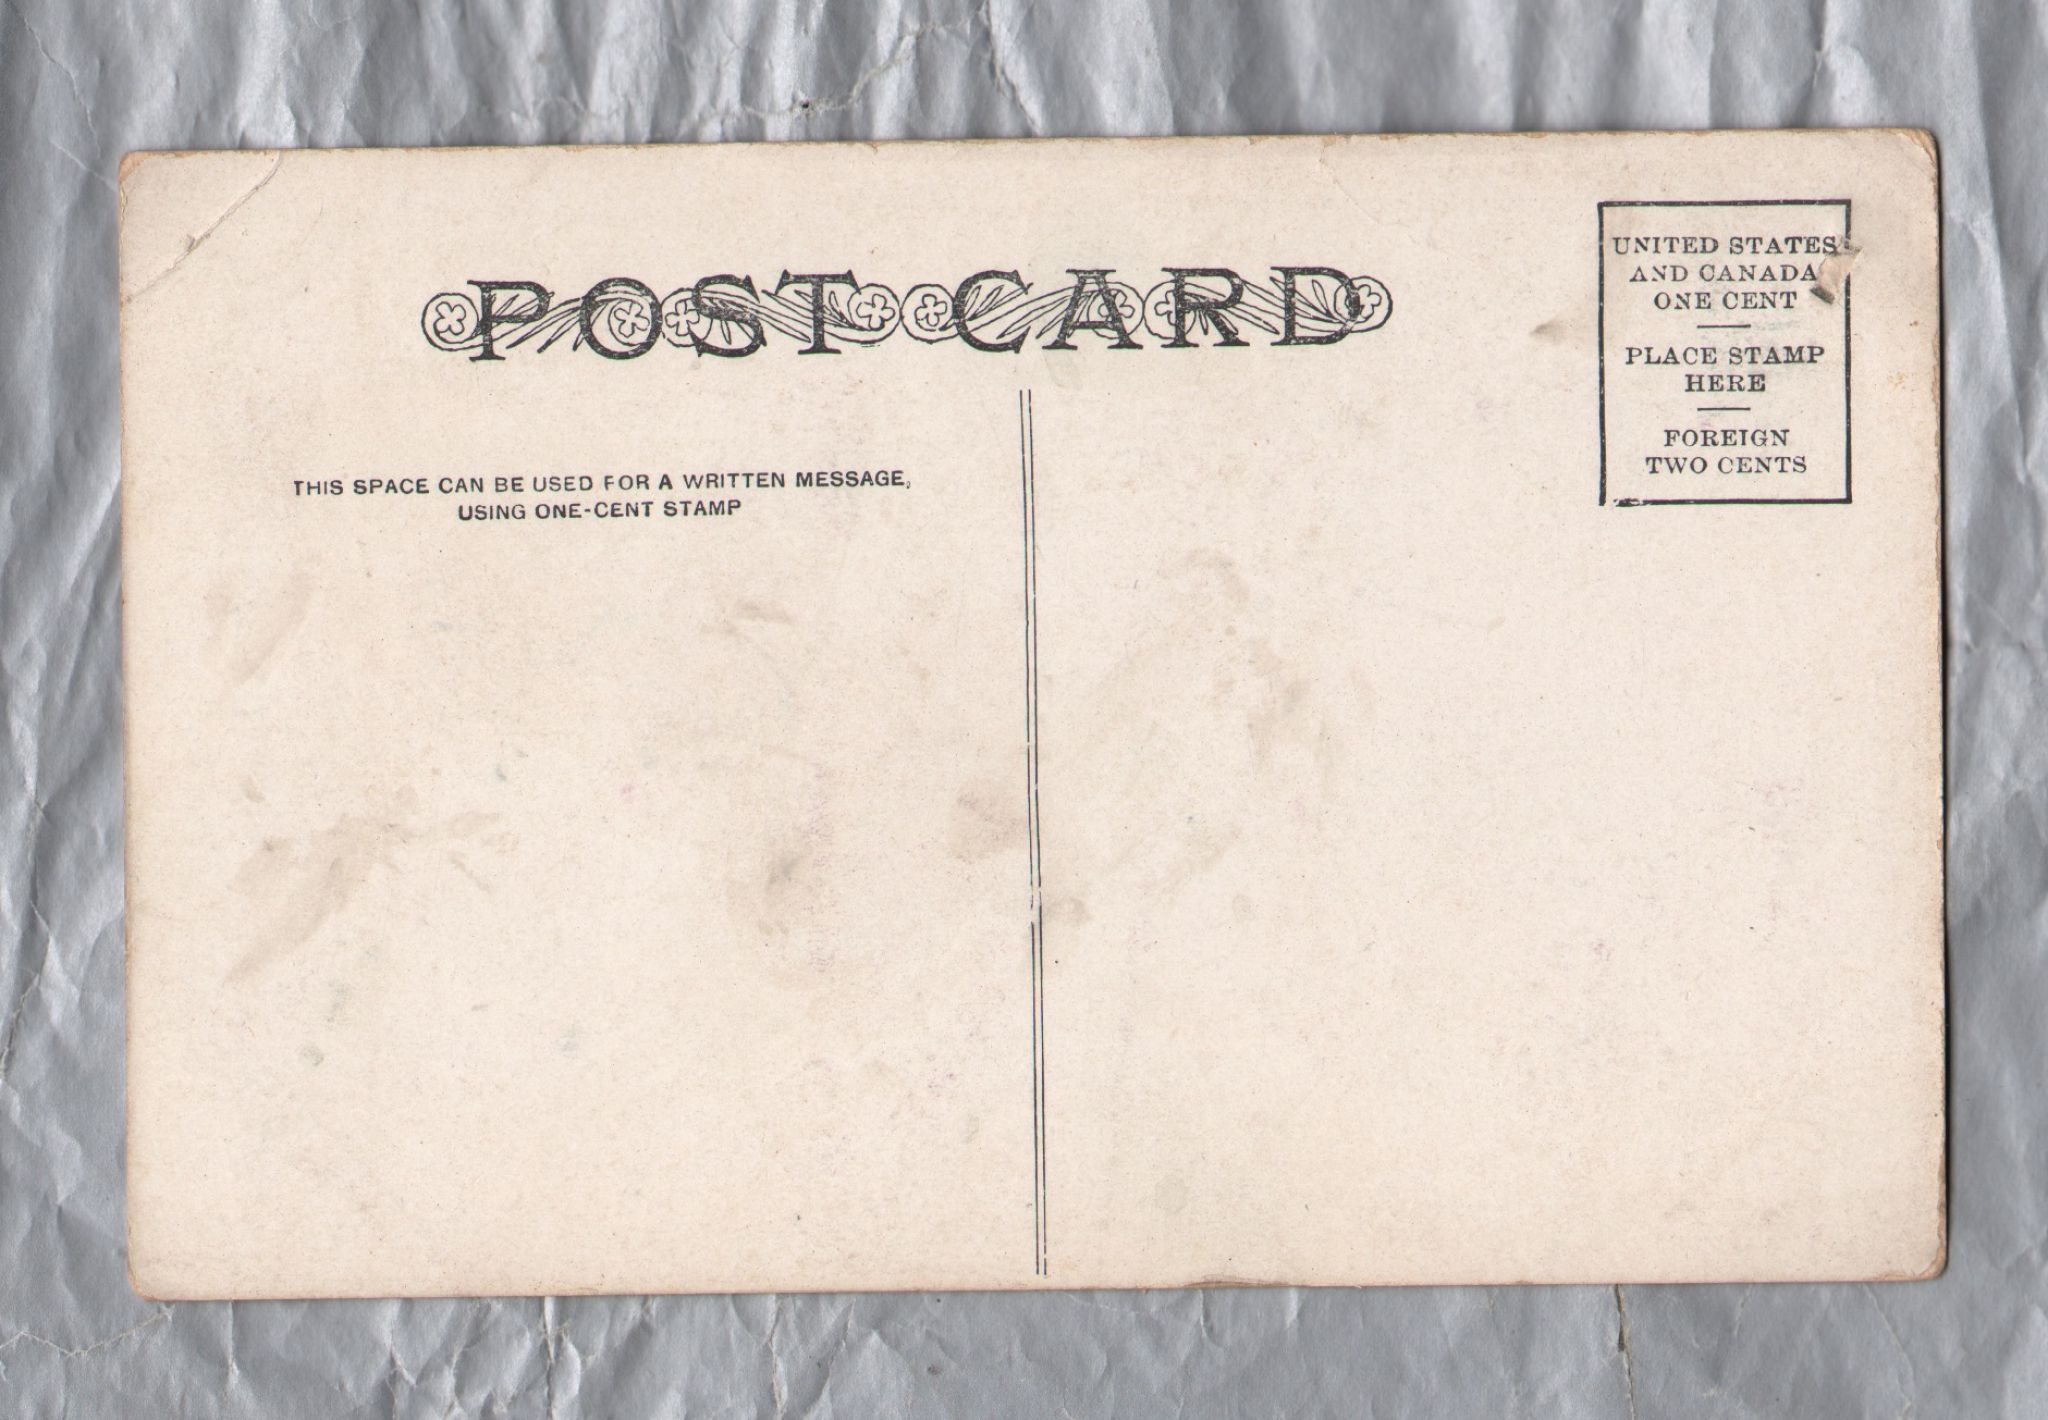 POST CARD
UNITED STATES
AND CANADA
ONE CENT
PLACE STAMP
HERE
FOREIGN
TWO CENTS
THIS SPACE CAN BE USED FOR A WRITTEN MESSAGE,
USING ONE-CENT STAMP